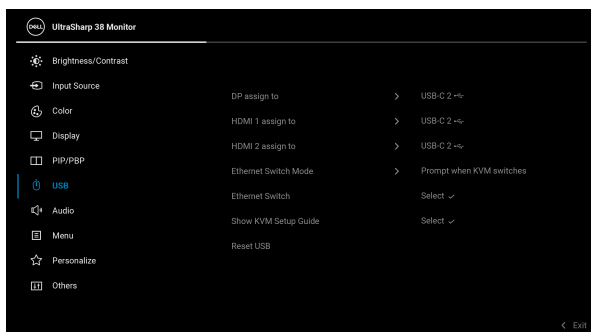 DELL UltraSharp 38 Monitor
Brightness/Contrast
Input Source
Color
Display
PIP/PBP
USB
Audio
Menu
Personalize
Others
DP assign to > USB-C 2
HDMI 1 assign to > USB-C 2
HDMI 2 assign to > USB-C 2
Ethernet Switch Mode > Prompt when KVM switches
Ethernet Switch Select ✓
Show KVM Setup Guide Select ✓
Reset USB
< Exit